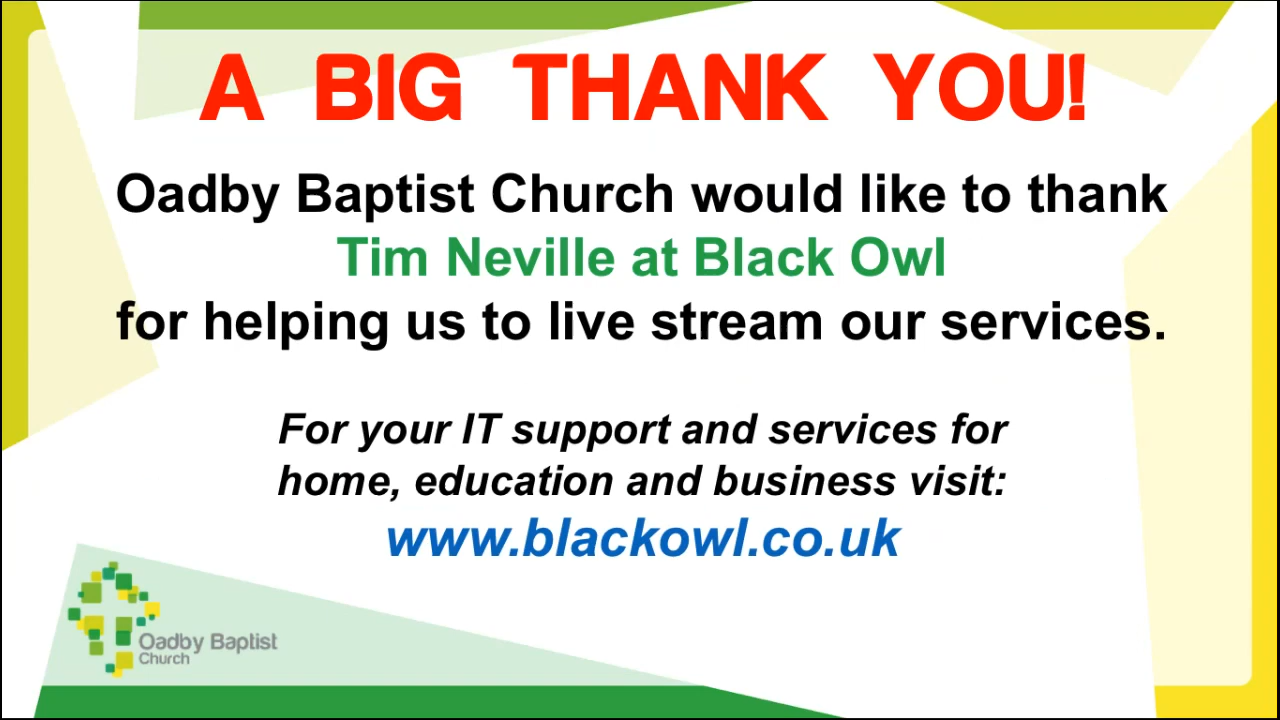 A BIG THANK YOU!
Oadby Baptist Church would like to thank
Tim Neville at Black Owl
for helping us to live stream our services.
For your IT support and services for
home, education and business visit:
www.blackowl.co.uk
Oadby Baptist
Church